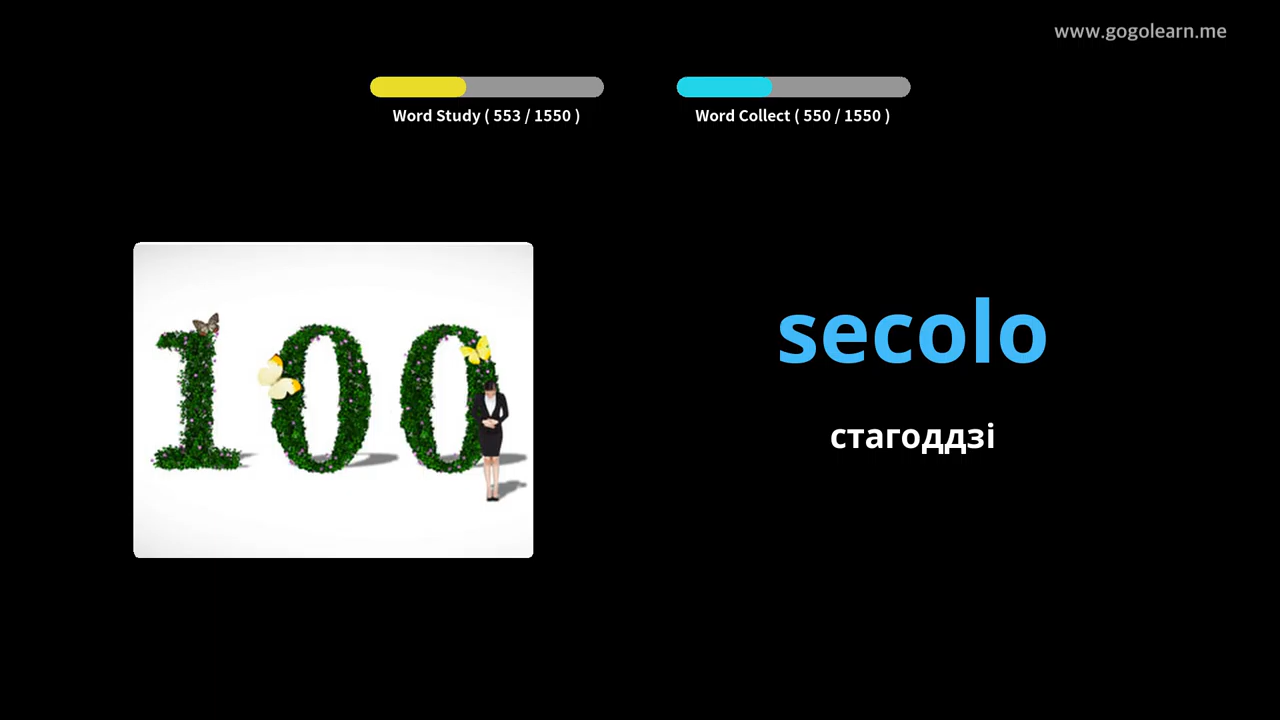 www.gogolearn.me
Word Study ( 553 / 1550 )
Word Collect ( 550 / 1550 )
100
secolo
стагоддзі